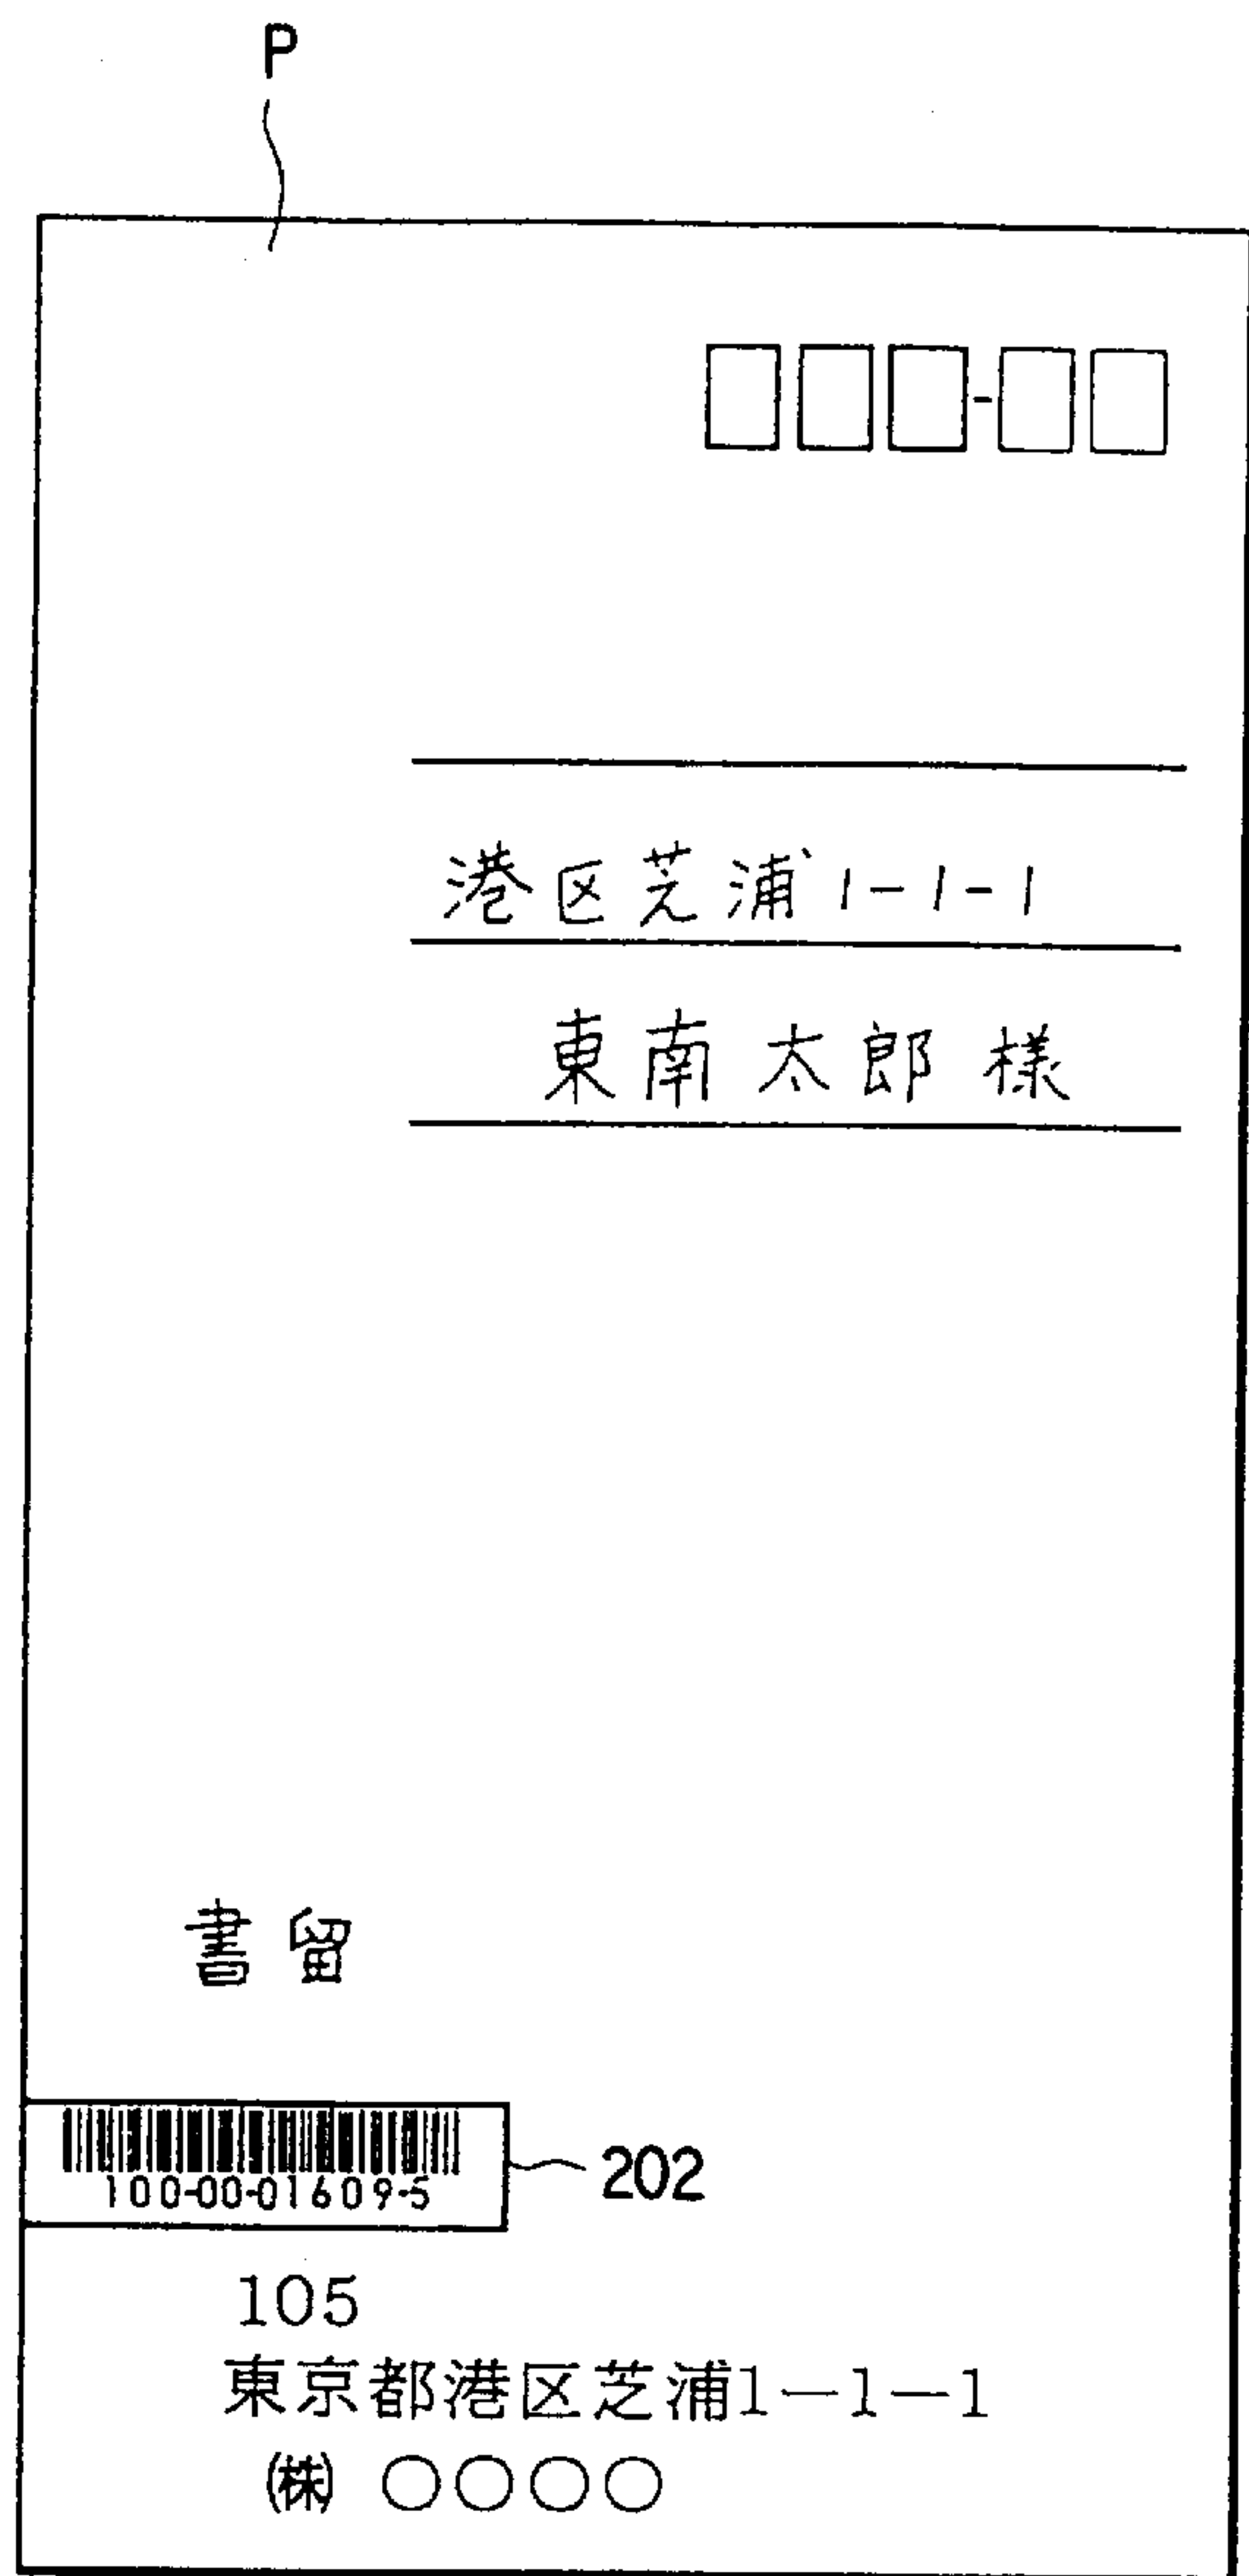 P
港区芝浦1-1-1
東南太郎様
書留
100-00-01609-5
202
105
東京都港区芝浦1-1-1
(株) ○○○○